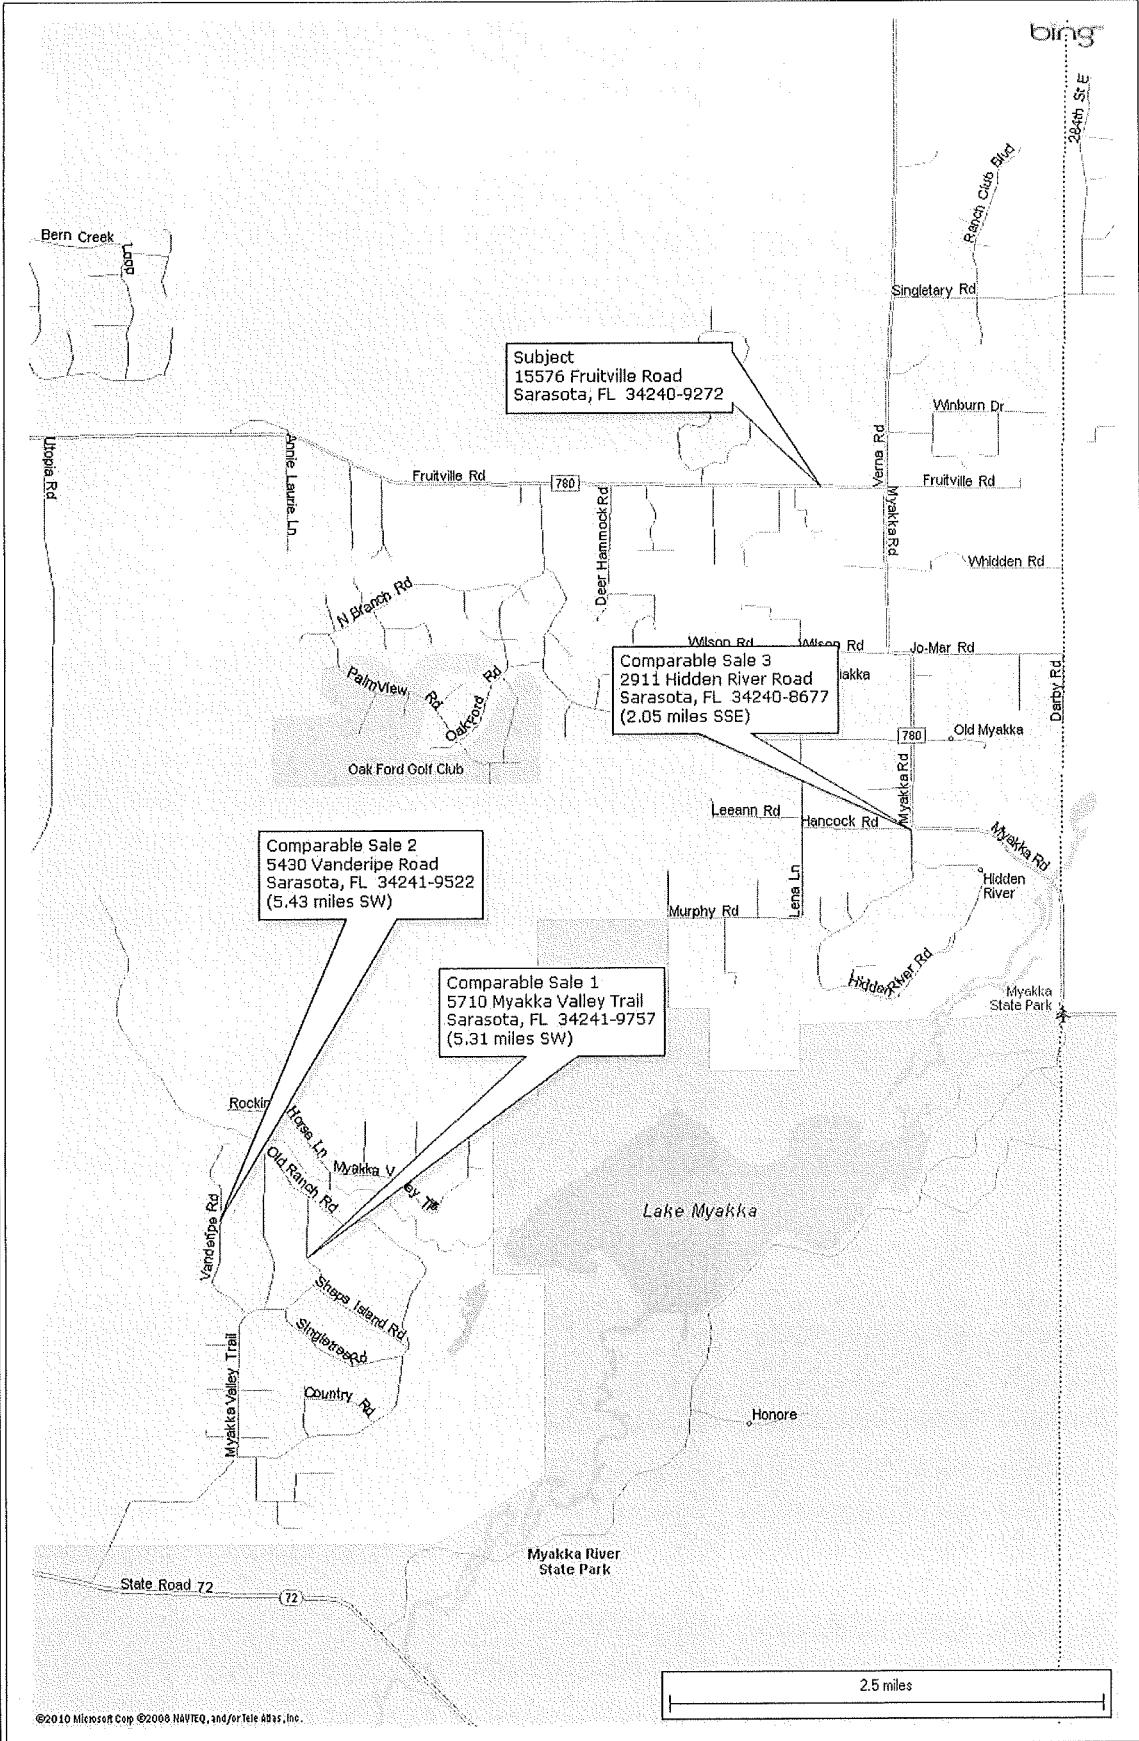 bing
284th St E
Ranch Club Blvd
Bern Creek
Loop
Singletary Rd
Subject
15576 Fruitville Road
Sarasota, FL 34240-9272
Winburn Dr
Utopia Rd
Annie Laurie Ln
Verna Rd
Fruitville Rd
780
Fruitville Rd
Deer Hammock Rd
Myakka Rd
Whidden Rd
N Branch Rd
Wilson Rd
Wilson Rd
Jo-Mar Rd
Comparable Sale 3
2911 Hidden River Road
Sarasota, FL 34240-8677
(2.05 miles SSE)
iakka
PalmView
Rd
Oakford Rd
Darby Rd
780
Old Myakka
Oak Ford Golf Club
Myakka Rd
Leeann Rd
Hancock Rd
Myakka Rd
Comparable Sale 2
5430 Vanderipe Road
Sarasota, FL 34241-9522
(5.43 miles SW)
Lena Ln
Hidden
River
Murphy Rd
Hidden River Rd
Comparable Sale 1
5710 Myakka Valley Trail
Sarasota, FL 34241-9757
(5.31 miles SW)
Myakka
State Park
Rockin
Horse Ln
Old Ranch Rd
Myakka V
ey Tr
Vanderipe Rd
Lake Myakka
Sheps Island Rd
Singletree Rd
Myakka Valley Trail
Country Rd
Honore
Myakka River
State Park
State Road 72
72
2.5 miles
©2010 Microsoft Corp ©2008 NAVTEQ, and/or Tele Atlas, Inc.